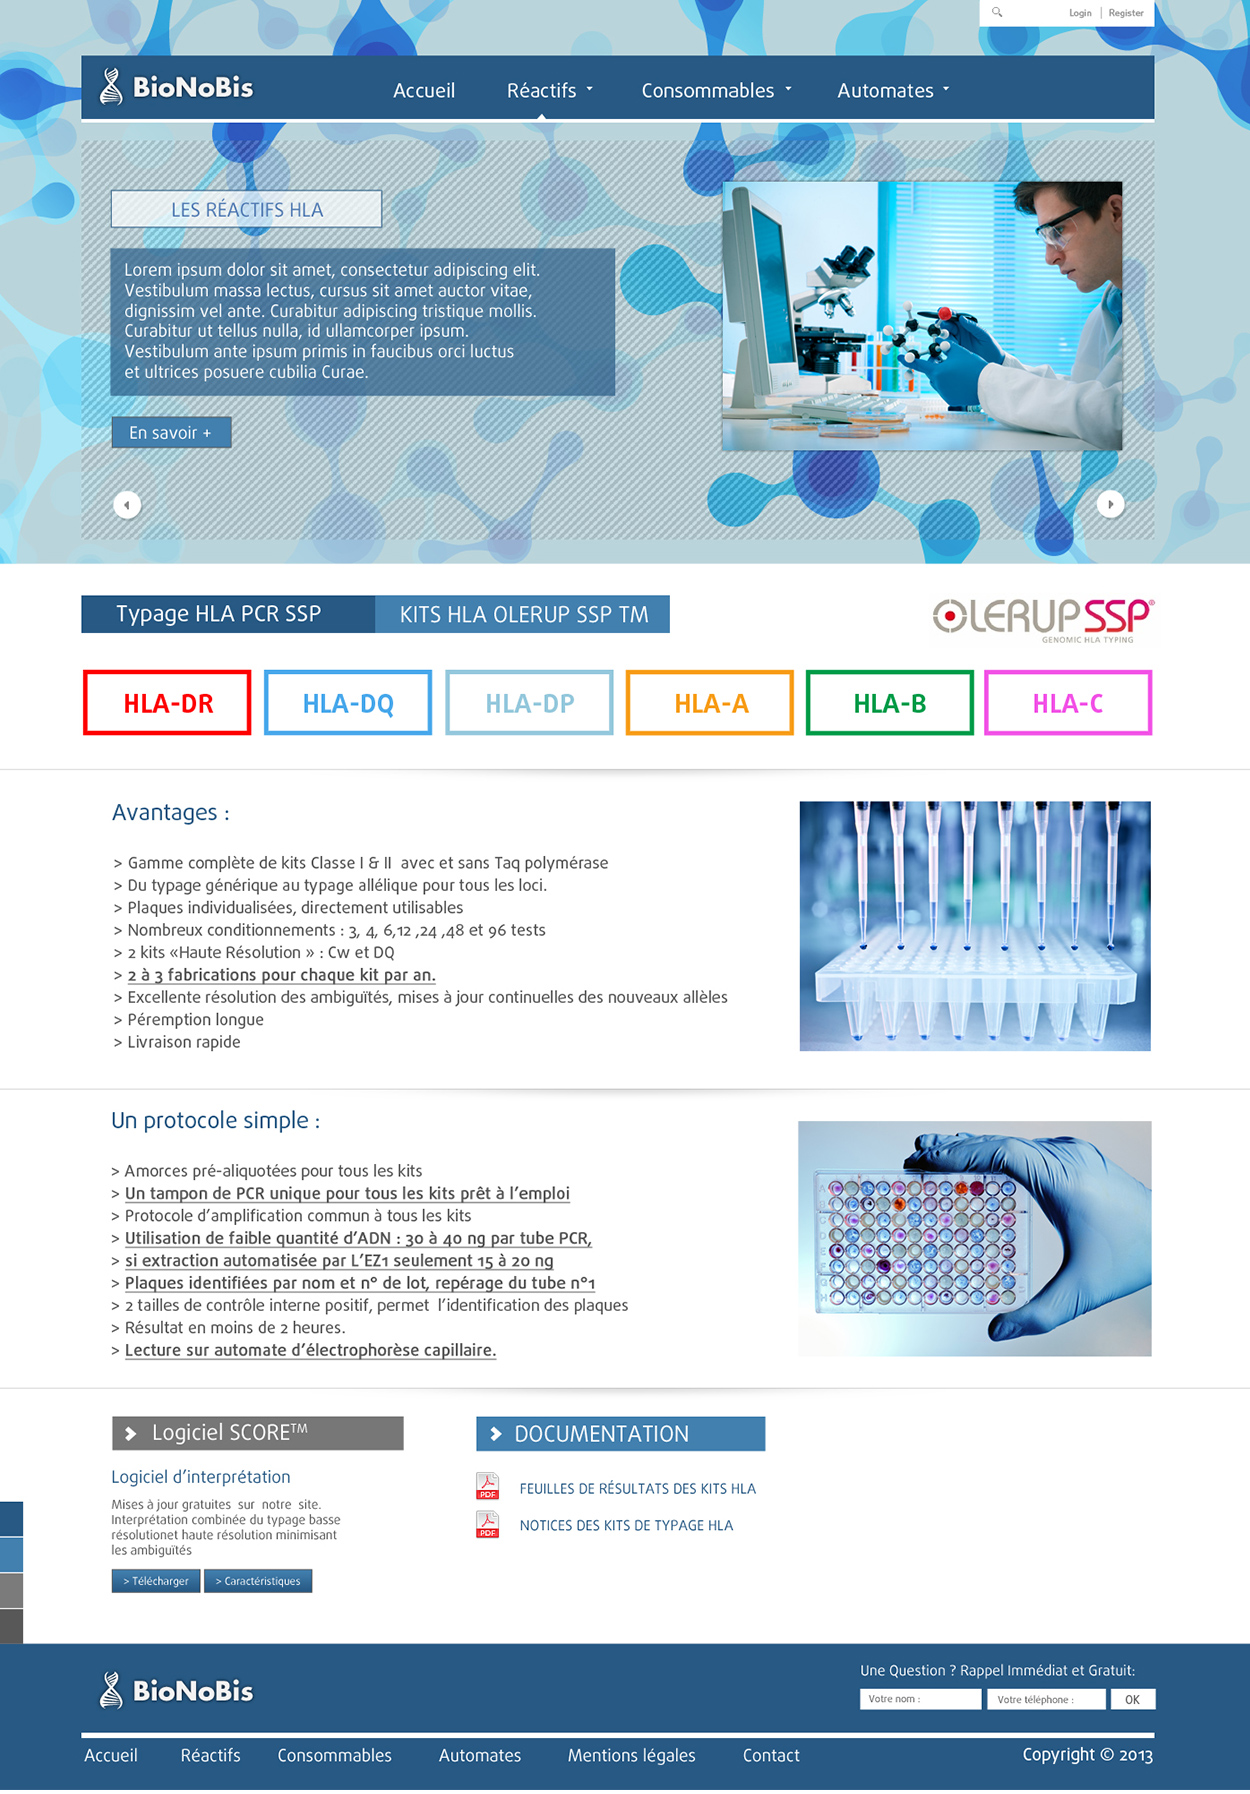 Login | Register
BioNoBis
Accueil Réactifs Consommables Automates
LES RÉACTIFS HLA
Lorem ipsum dolor sit amet, consectetur adipiscing elit.
Vestibulum massa lectus, cursus sit amet auctor vitae,
dignissim vel ante. Curabitur adipiscing tristique mollis.
Curabitur ut tellus nulla, id ullamcorper ipsum.
Vestibulum ante ipsum primis in faucibus orci luctus
et ultrices posuere cubilia Curae.
En savoir +
Typage HLA PCR SSP
KITS HLA OLERUP SSP TM
OLERUP SSP®
GENOMIC HLA TYPING
HLA-DR
HLA-DQ
HLA-DP
HLA-A
HLA-B
HLA-C
Avantages :
> Gamme complète de kits Classe I & II  avec et sans Taq polymérase
> Du typage générique au typage allélique pour tous les loci.
> Plaques individualisées, directement utilisables
> Nombreux conditionnements : 3, 4, 6,12 ,24 ,48 et 96 tests
> 2 kits «Haute Résolution » : Cw et DQ
> 2 à 3 fabrications pour chaque kit par an.
> Excellente résolution des ambiguïtés, mises à jour continuelles des nouveaux allèles
> Péremption longue
> Livraison rapide
Un protocole simple :
> Amorces pré-aliquotées pour tous les kits
> Un tampon de PCR unique pour tous les kits prêt à l'emploi
> Protocole d'amplification commun à tous les kits
> Utilisation de faible quantité d'ADN : 30 à 40 ng par tube PCR,
> si extraction automatisée par L'EZ1 seulement 15 à 20 ng
> Plaques identifiées par nom et n° de lot, repérage du tube n°1
> 2 tailles de contrôle interne positif, permet  l'identification des plaques
> Résultat en moins de 2 heures.
> Lecture sur automate d'électrophorèse capillaire.
Logiciel SCORE™
Logiciel d'interprétation
Mises à jour gratuites  sur  notre  site.
Interprétation combinée du typage basse
résolutionet haute résolution minimisant
les ambiguïtés
> Télécharger
> Caractéristiques
DOCUMENTATION
PDF
FEUILLES DE RÉSULTATS DES KITS HLA
PDF
NOTICES DES KITS DE TYPAGE HLA
BioNoBis
Une Question ? Rappel Immédiat et Gratuit:
Votre nom :
Votre téléphone :
OK
Accueil Réactifs Consommables Automates Mentions légales Contact
Copyright © 2013